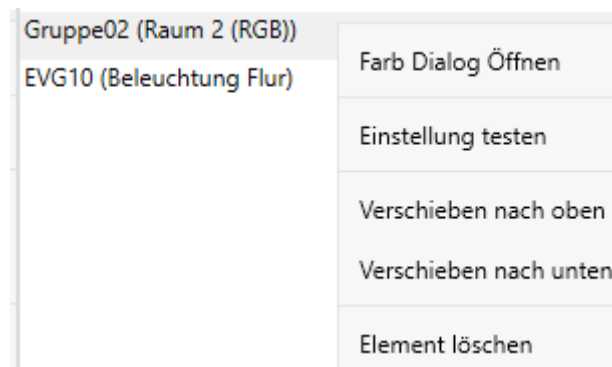 Gruppe02 (Raum 2 (RGB))
EVG10 (Beleuchtung Flur)
Farb Dialog Öffnen
Einstellung testen
Verschieben nach oben
Verschieben nach unten
Element löschen